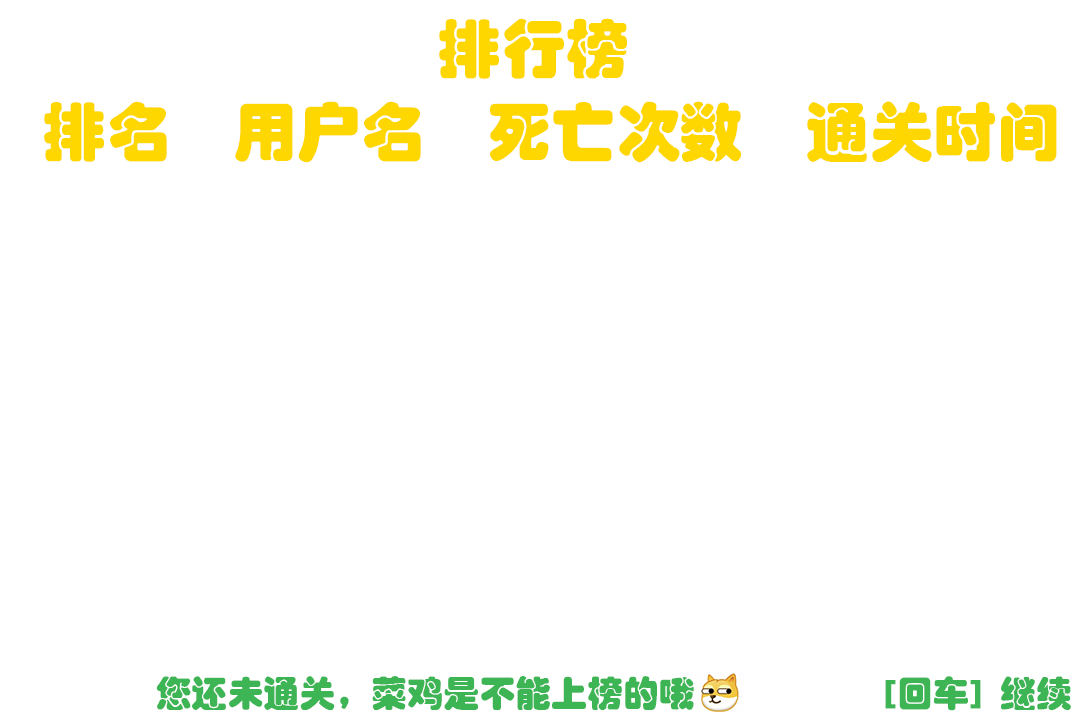 排行榜
排名 用户名 死亡次数 通关时间
您还未通关，菜鸡是不能上榜的哦 [回车] 继续